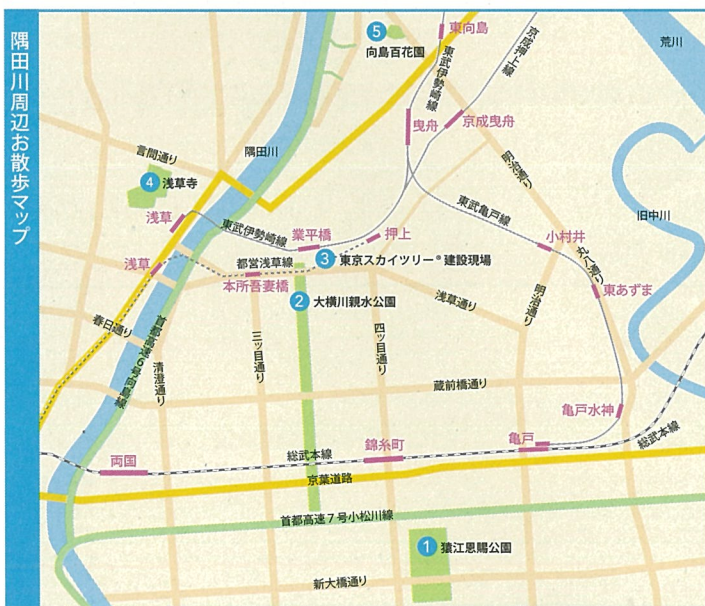 隅田川周辺お散歩マップ
5
向島百花園
東向島
東武伊勢崎線
京成押上線
荒川
曳舟
京成曳舟
言問通り
隅田川
明治通り
4 浅草寺
浅草
東武伊勢崎線
業平橋
押上
東武亀戸線
小村井
旧中川
丸八通り
浅草
都営浅草線
3 東京スカイツリー®建設現場
本所吾妻橋
東あずま
2 大横川親水公園
浅草通り
明治通り
春日通り
首都高速6号向島線
清澄通り
三ッ目通り
四ッ目通り
蔵前橋通り
亀戸水神
両国
総武本線
錦糸町
亀戸
総武本線
京葉道路
首都高速7号小松川線
1 猿江恩賜公園
新大橋通り